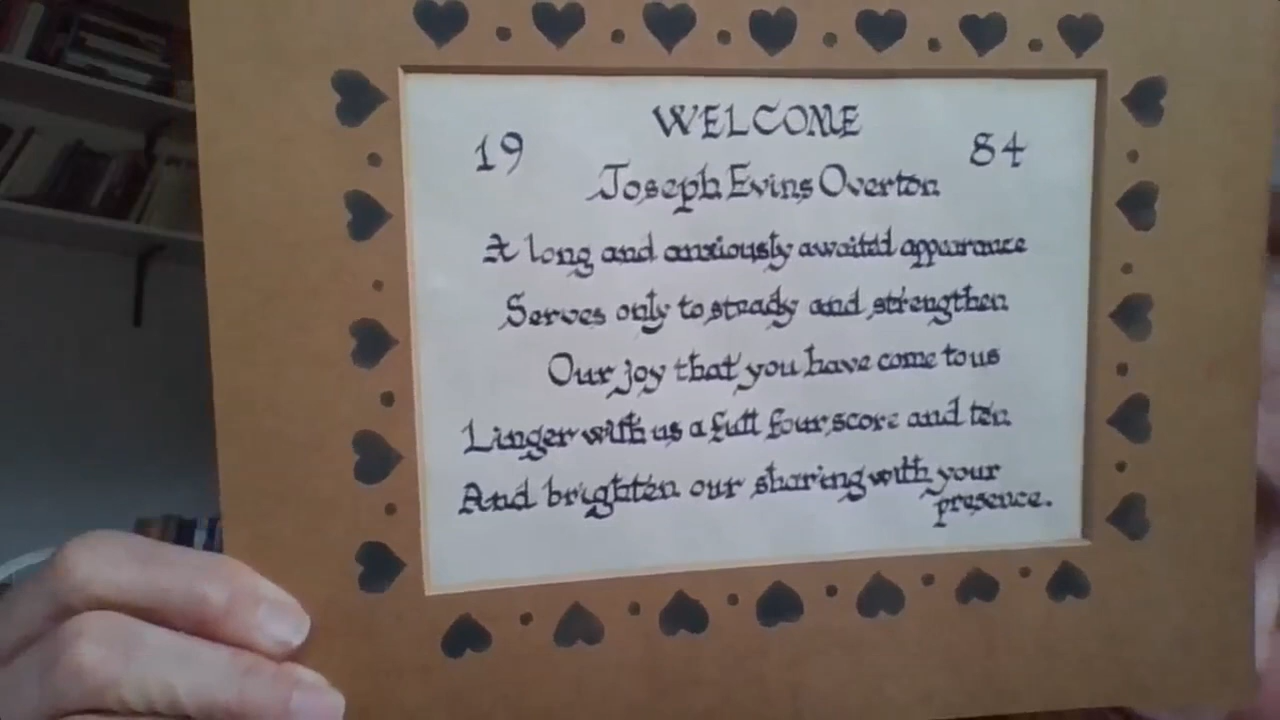 WELCOME
19 84
Joseph Evins Overton
A long and anxiously awaited appearance
Serves only to steady and strengthen
Our joy that you have come to us
Linger with us a full four score and ten
And brighten our sharing with your
presence.